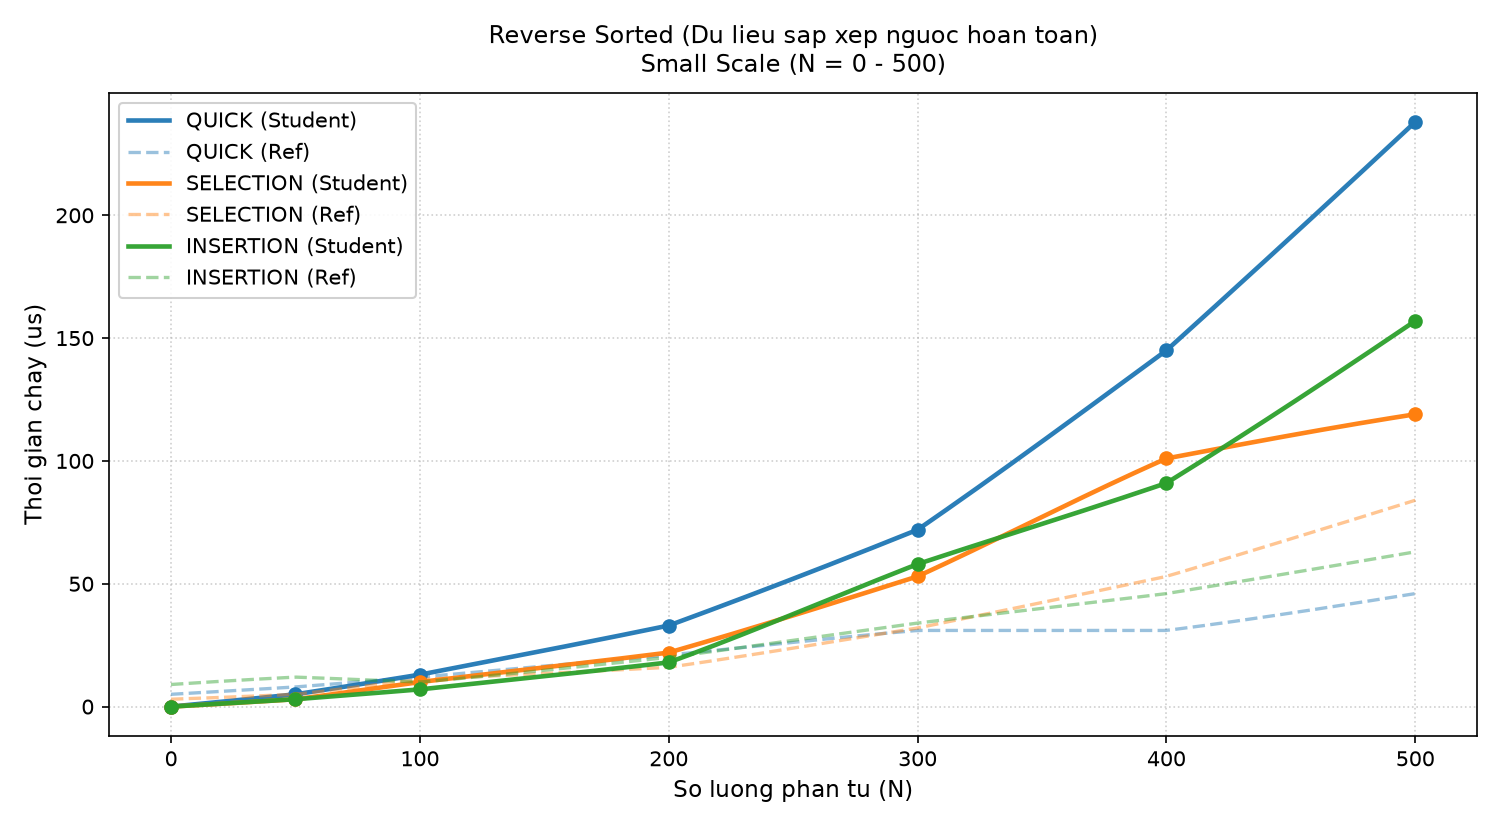 Reverse Sorted (Du lieu sap xep nguoc hoan toan)
Small Scale (N = 0 - 500)
QUICK (Student)
QUICK (Ref)
SELECTION (Student)
SELECTION (Ref)
INSERTION (Student)
INSERTION (Ref)
Thoi gian chay (us)
200
150
100
50
0
0
100
200
300
400
500
So luong phan tu (N)